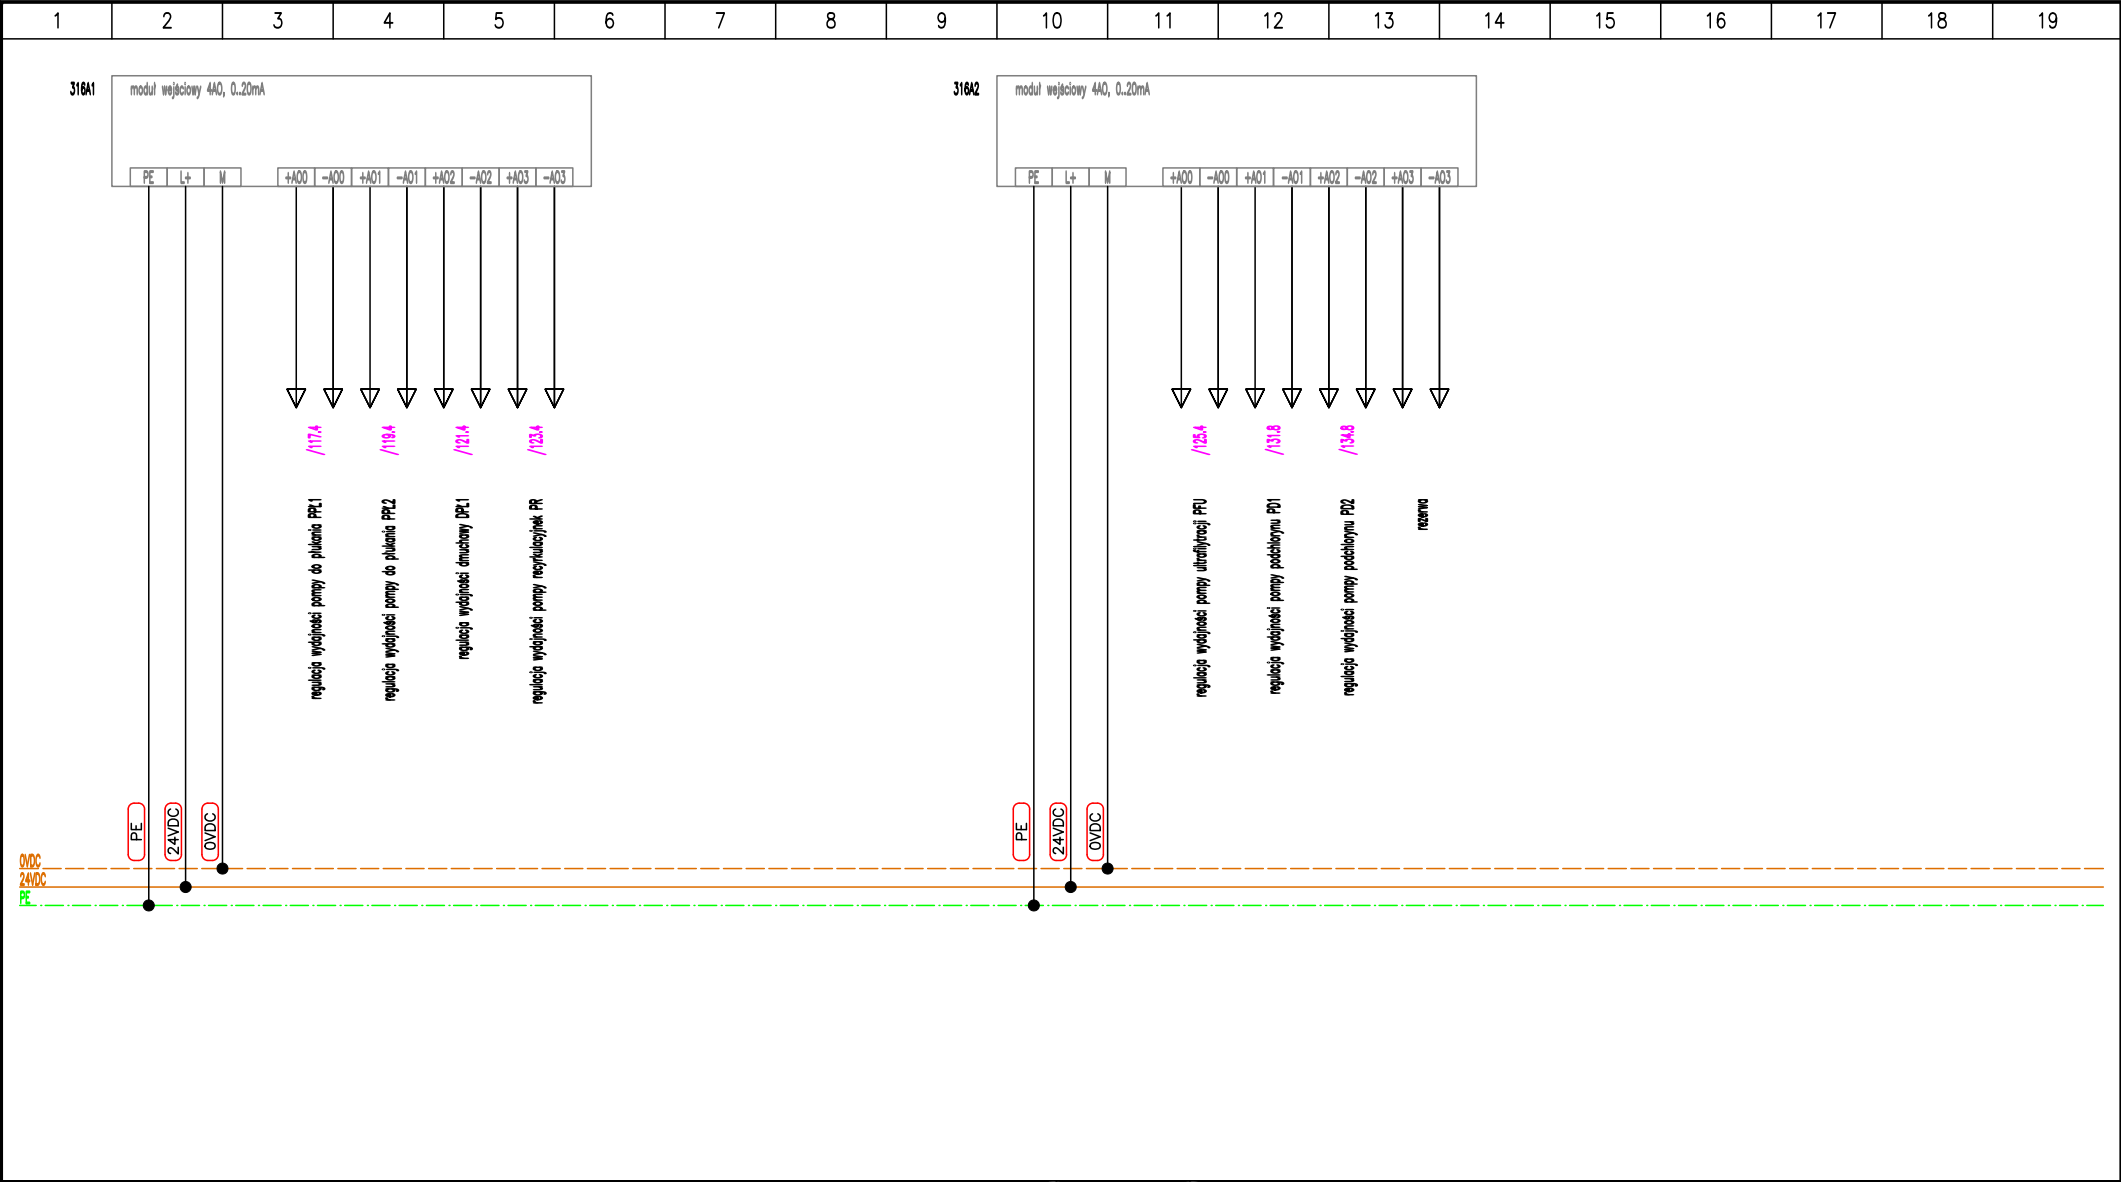 1 2 3 4 5 6 7 8 9 10 11 12 13 14 15 16 17 18 19
316A1
moduł wejściowy 4AO, 0..20mA
PE L+ M +AO0 -AO0 +AO1 -AO1 +AO2 -AO2 +AO3 -AO3
/117.4
/119.4
/121.4
/123.4
regulacja wydajności pompy do płukania PPŁ1
regulacja wydajności pompy do płukania PPŁ2
regulacja wydajności dmuchawy DPŁ1
regulacja wydajności pompy recyrkulacyjnek PR
PE
24VDC
0VDC
316A2
moduł wejściowy 4AO, 0..20mA
PE L+ M +AO0 -AO0 +AO1 -AO1 +AO2 -AO2 +AO3 -AO3
/125.4
/131.8
/134.8
regulacja wydajności pompy ultrafilytracji PFU
regulacja wydajności pompy podchlorynu PD1
regulacja wydajności pompy podchlorynu PD2
rezerwa
PE
24VDC
0VDC
0VDC
24VDC
PE